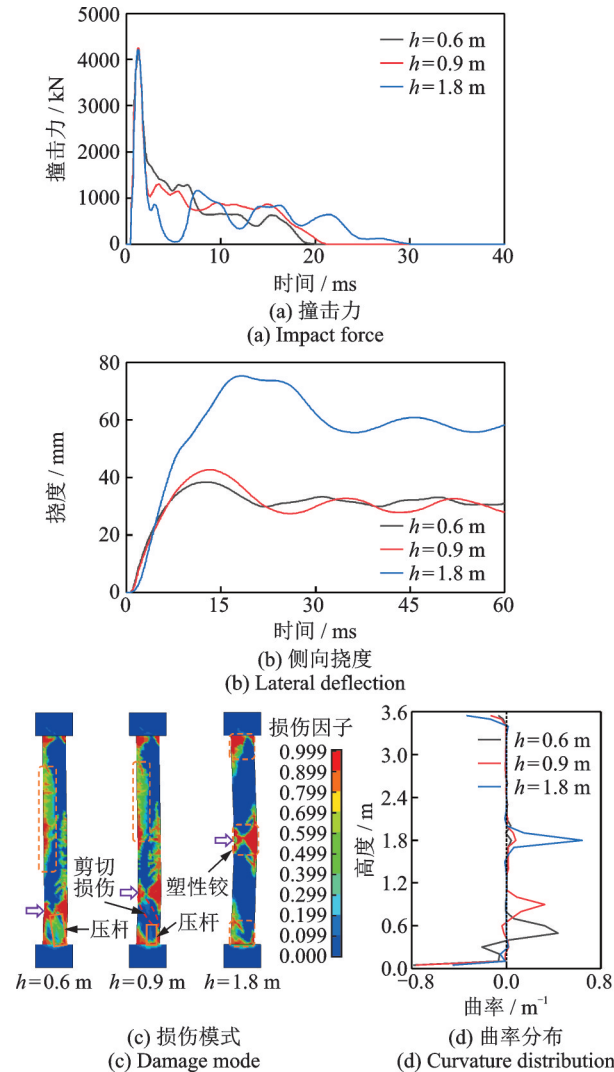 5000
4000
3000
2000
1000
0
撞击力 / kN
h=0.6 m
h=0.9 m
h=1.8 m
0 10 20 30 40
时间 / ms
(a) 撞击力
(a) Impact force
80
60
40
20
0
挠度 / mm
h=0.6 m
h=0.9 m
h=1.8 m
0 15 30 45 60
时间 / ms
(b) 侧向挠度
(b) Lateral deflection
损伤因子
0.999
0.899
0.799
0.699
0.599
0.500
0.400
0.300
0.200
0.199
0.099
0.000
剪切
损伤
压杆
压杆
塑性铰
h=0.6 m
h=0.9 m
h=1.8 m
(c) 损伤模式
(c) Damage mode
3.6
3.0
2.4
1.8
1.2
0.6
0
高度 / m
h=0.6 m
h=0.9 m
h=1.8 m
−0.8 0.0 0.8
曲率 / m⁻¹
(d) 曲率分布
(d) Curvature distribution